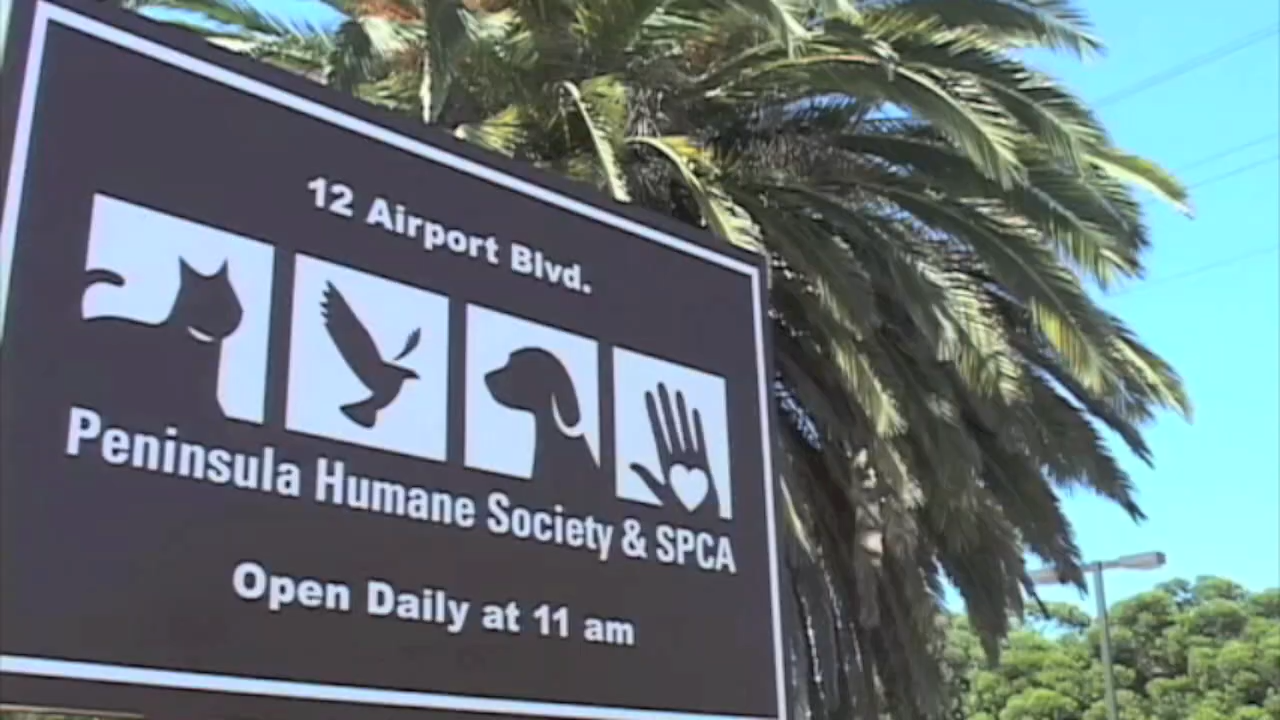 12 Airport Blvd.
Peninsula Humane Society & SPCA
Open Daily at 11 am